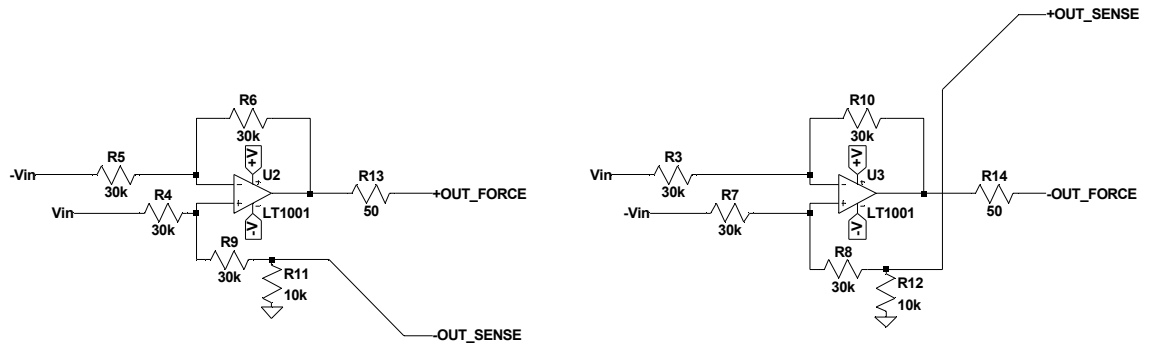 +OUT_SENSE
R6
30k
R10
30k
-Vin
R5
30k
+V
U2
R13
50
+OUT_FORCE
Vin
R4
30k
LT1001
-V
R9
30k
R11
10k
-OUT_SENSE
Vin
R3
30k
+V
U3
R14
50
-OUT_FORCE
-Vin
R7
30k
LT1001
-V
R8
30k
R12
10k